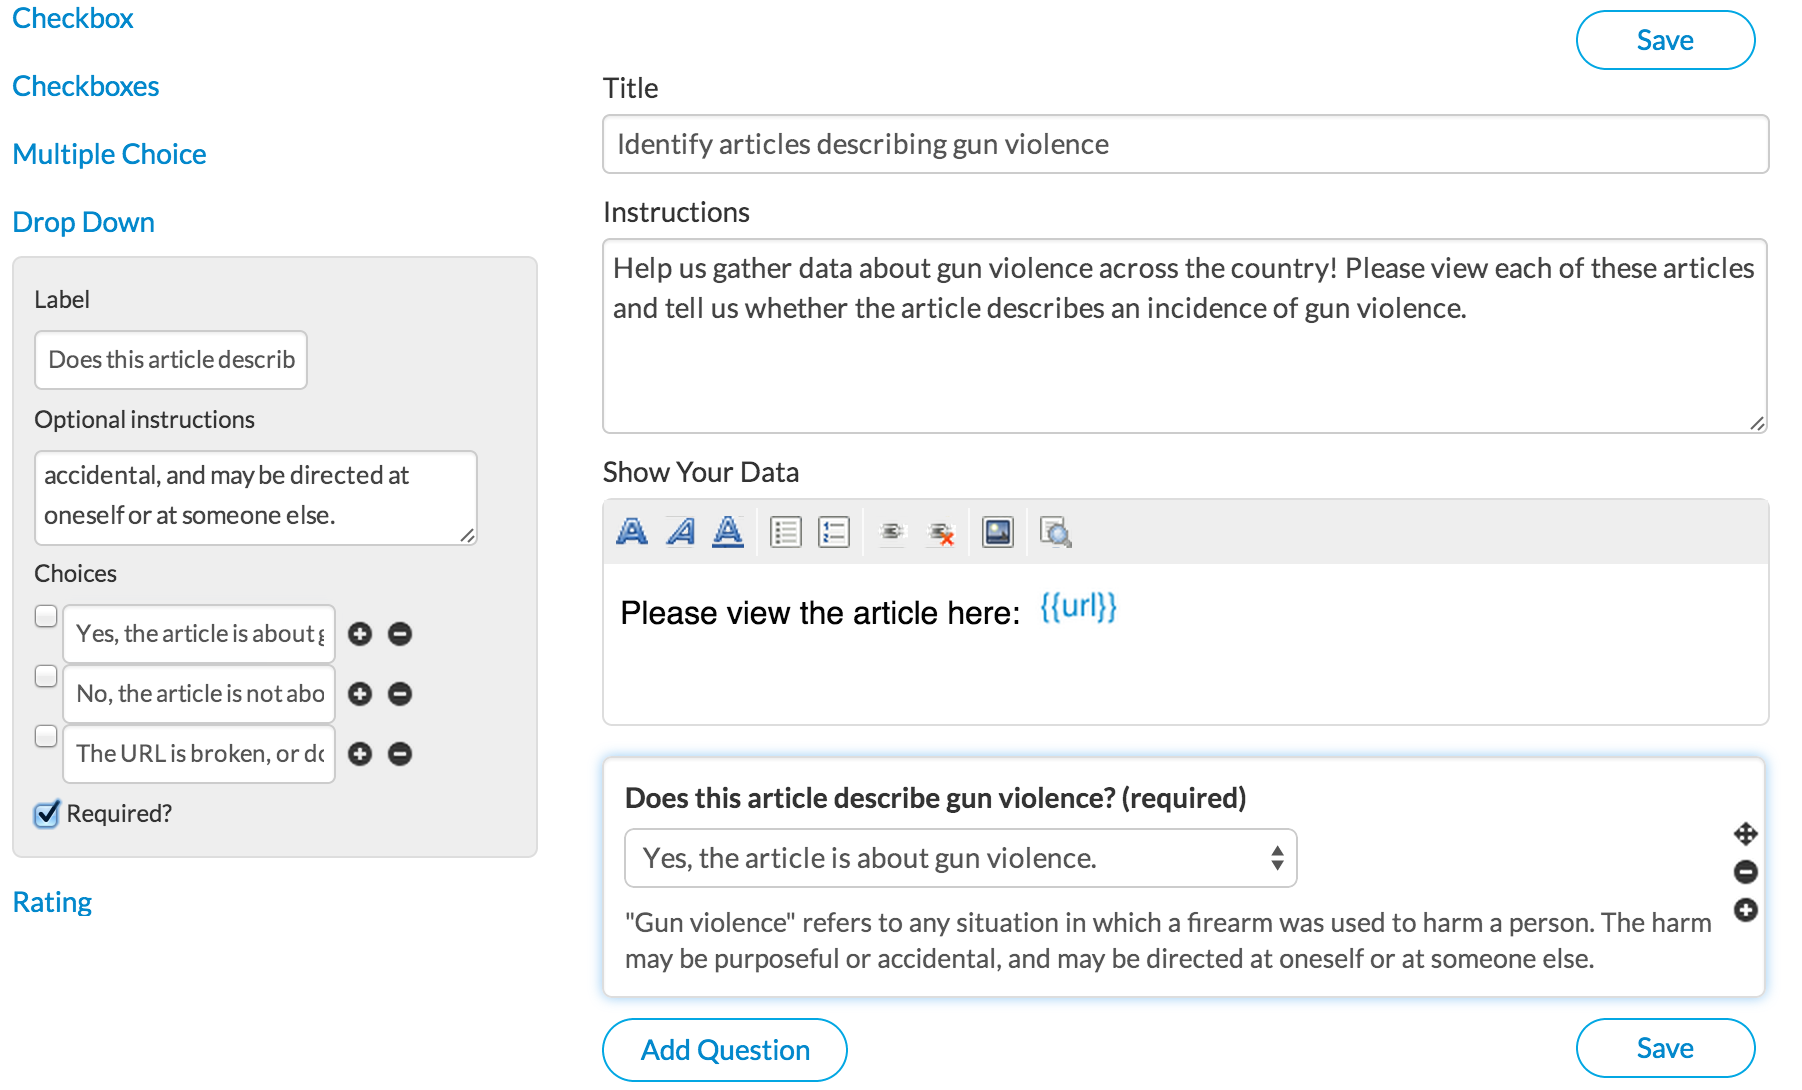 Checkbox
Checkboxes
Multiple Choice
Drop Down
Label
Does this article describ
Optional instructions
accidental, and may be directed at
oneself or at someone else.
Choices
Yes, the article is about
No, the article is not abo
The URL is broken, or
Required?
Rating
Save
Title
Identify articles describing gun violence
Instructions
Help us gather data about gun violence across the country! Please view each of these articles
and tell us whether the article describes an incidence of gun violence.
Show Your Data
Please view the article here: {{url}}
Does this article describe gun violence? (required)
Yes, the article is about gun violence.
"Gun violence" refers to any situation in which a firearm was used to harm a person. The harm
may be purposeful or accidental, and may be directed at oneself or at someone else.
Add Question
Save